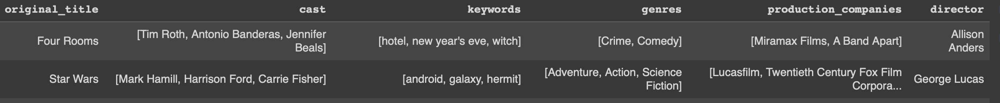 original_title cast keywords genres production_companies director
Four Rooms [Tim Roth, Antonio Banderas, Jennifer Beals] [hotel, new year's eve, witch] [Crime, Comedy] [Miramax Films, A Band Apart] Allison Anders
Star Wars [Mark Hamill, Harrison Ford, Carrie Fisher] [android, galaxy, hermit] [Adventure, Action, Science Fiction] [Lucasfilm, Twentieth Century Fox Film Corpora... George Lucas